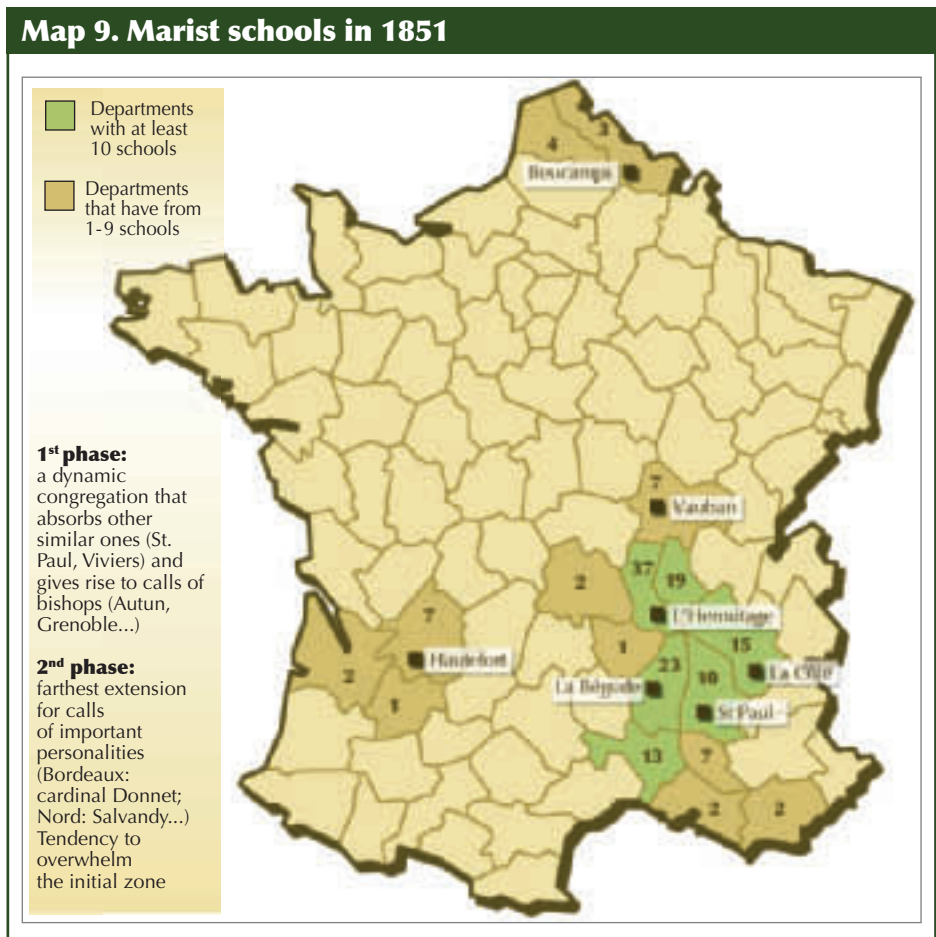 Map 9. Marist schools in 1851
Departments
with at least
10 schools
Departments
that have from
1-9 schools
1st phase:
a dynamic
congregation that
absorbs other
similar ones (St.
Paul, Viviers) and
gives rise to calls of
bishops (Autun,
Grenoble...)
2nd phase:
farthest extension
for calls
of important
personalities
(Bordeaux:
cardinal Donnet;
Nord: Salvandy...)
Tendency to
overwhelm
the initial zone
3
4
Beucamps
7
Vauban
37
19
2
L'Hermitage
7
1
15
Hautefort
23
10
La Côte
2
La Bégude
1
St Paul
13
7
2
2